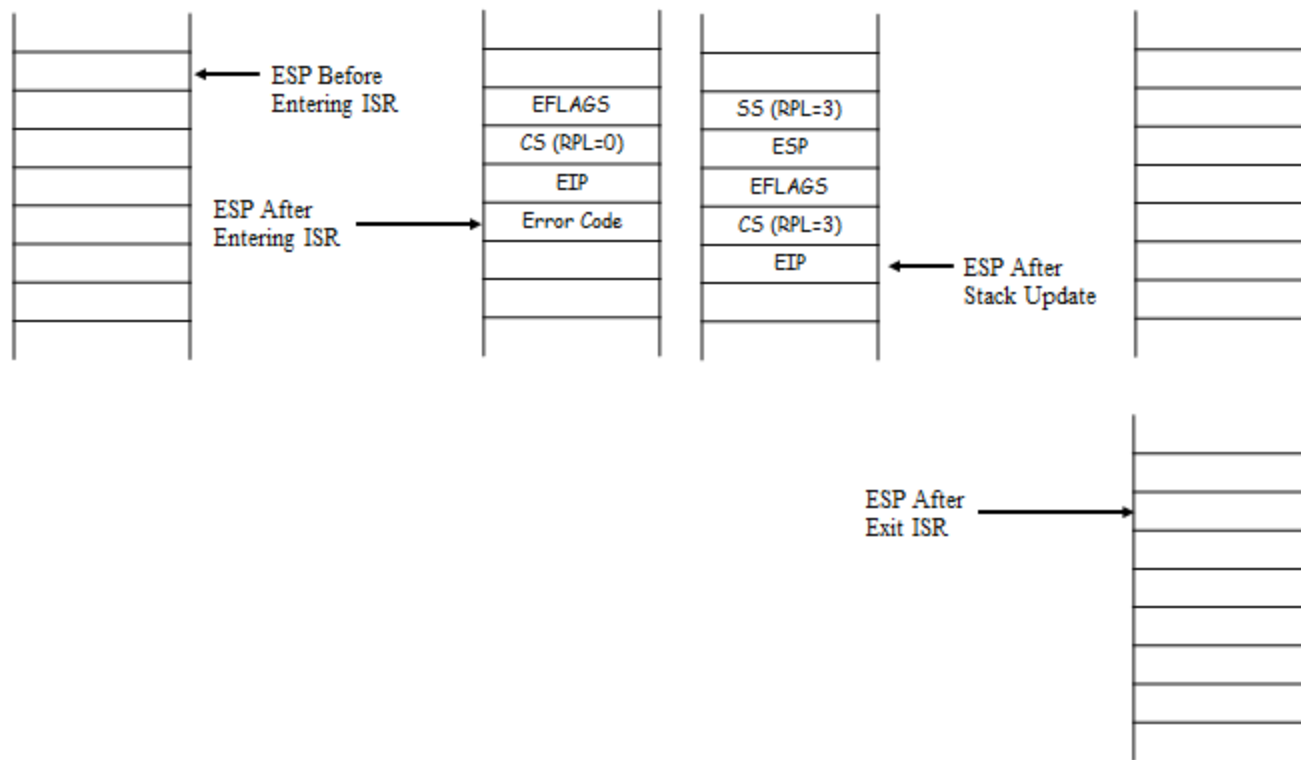 ESP Before
Entering ISR
ESP After
Entering ISR
EFLAGS
CS (RPL=0)
EIP
Error Code
SS (RPL=3)
ESP
EFLAGS
CS (RPL=3)
EIP
ESP After
Stack Update
ESP After
Exit ISR